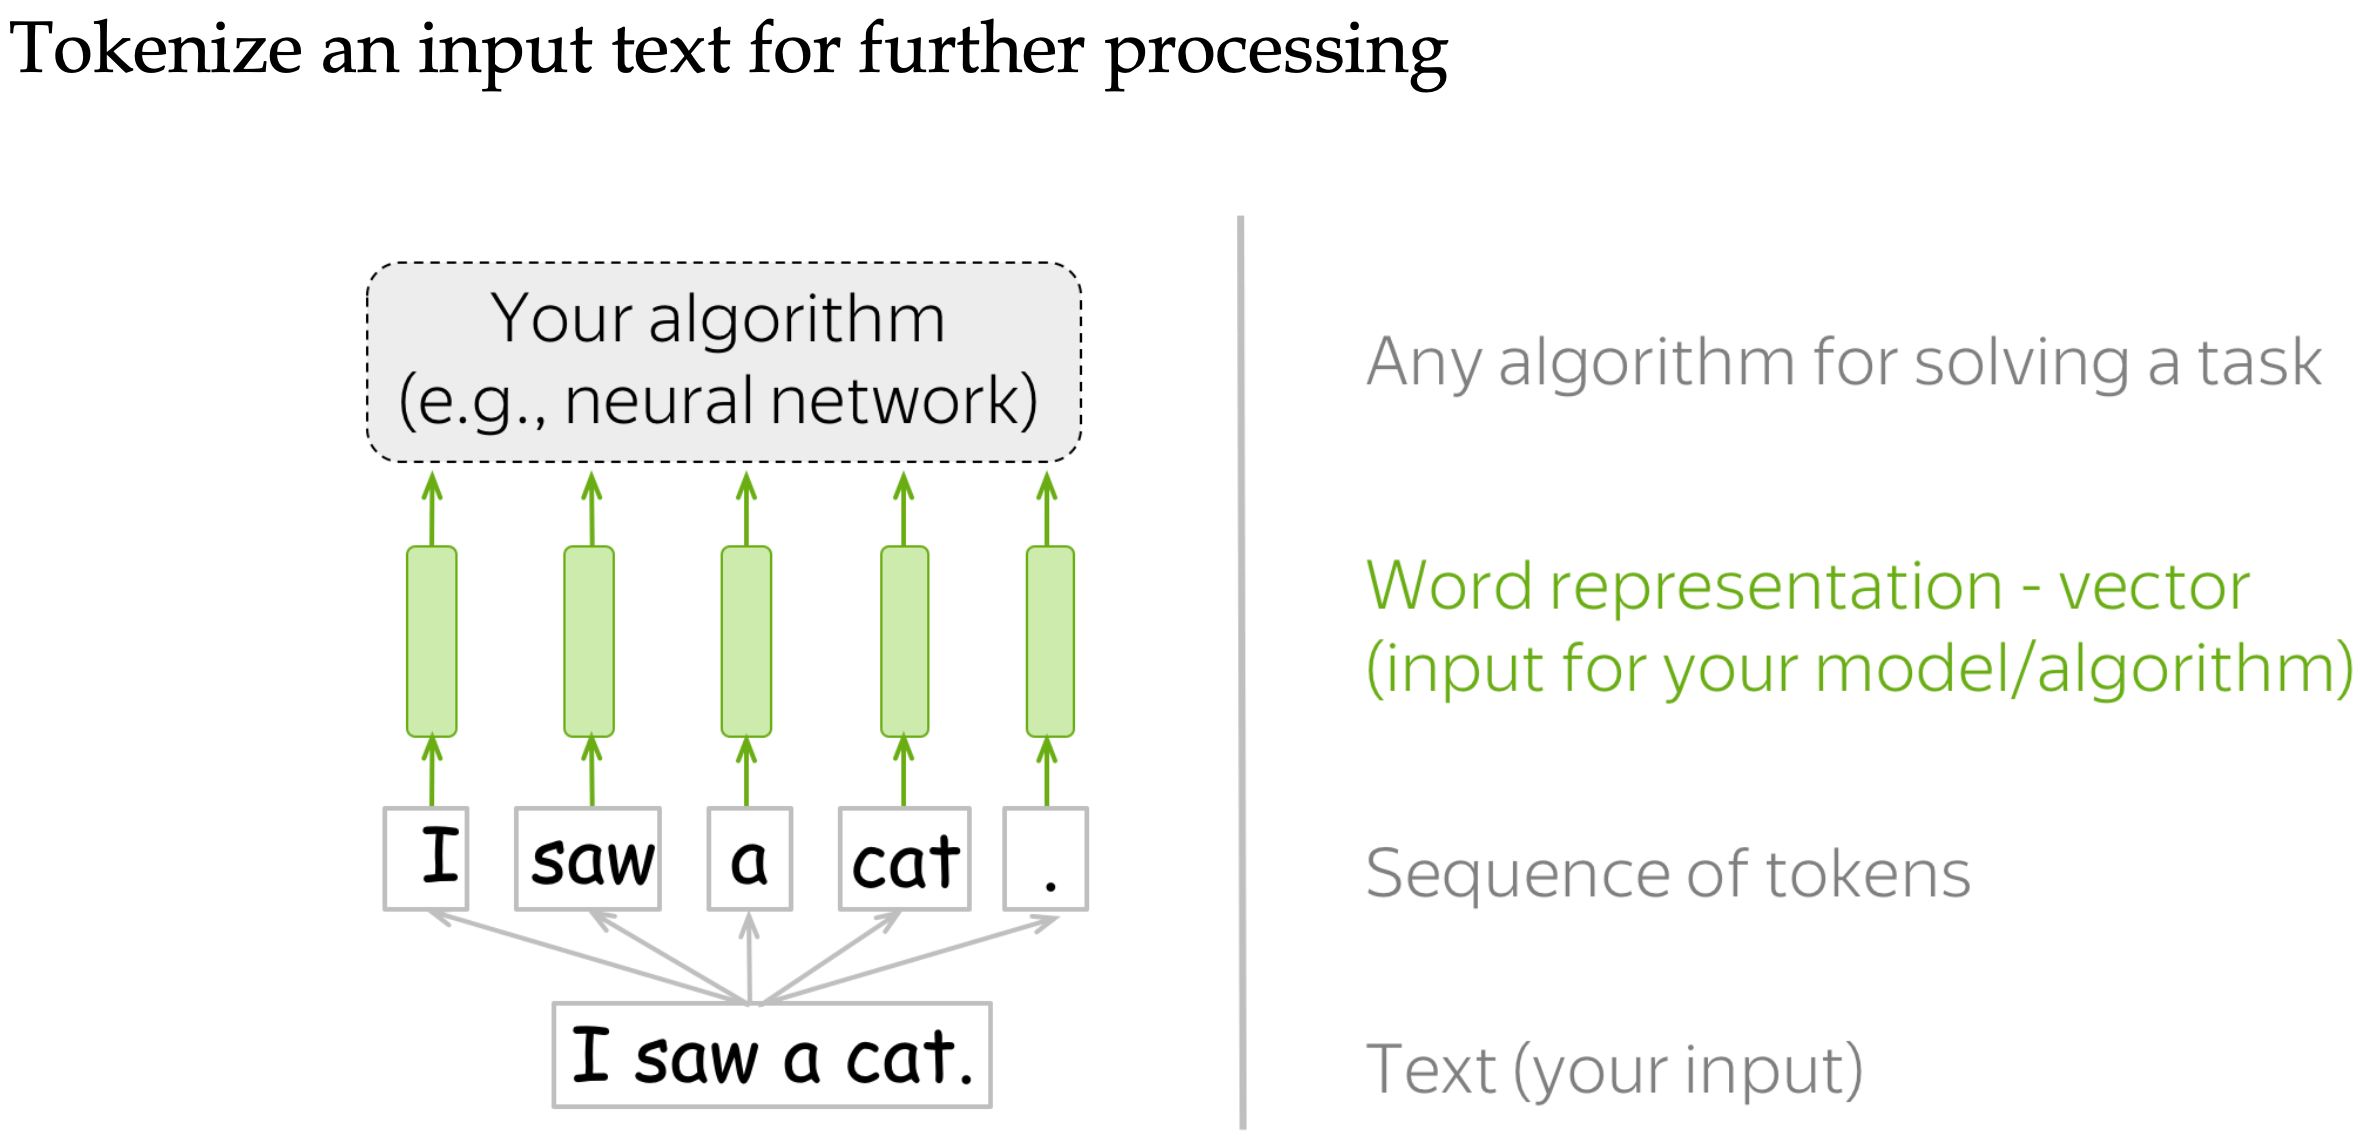 Tokenize an input text for further processing
Your algorithm
(e.g., neural network)
Any algorithm for solving a task
Word representation - vector
(input for your model/algorithm)
I saw a cat .
Sequence of tokens
I saw a cat.
Text (your input)